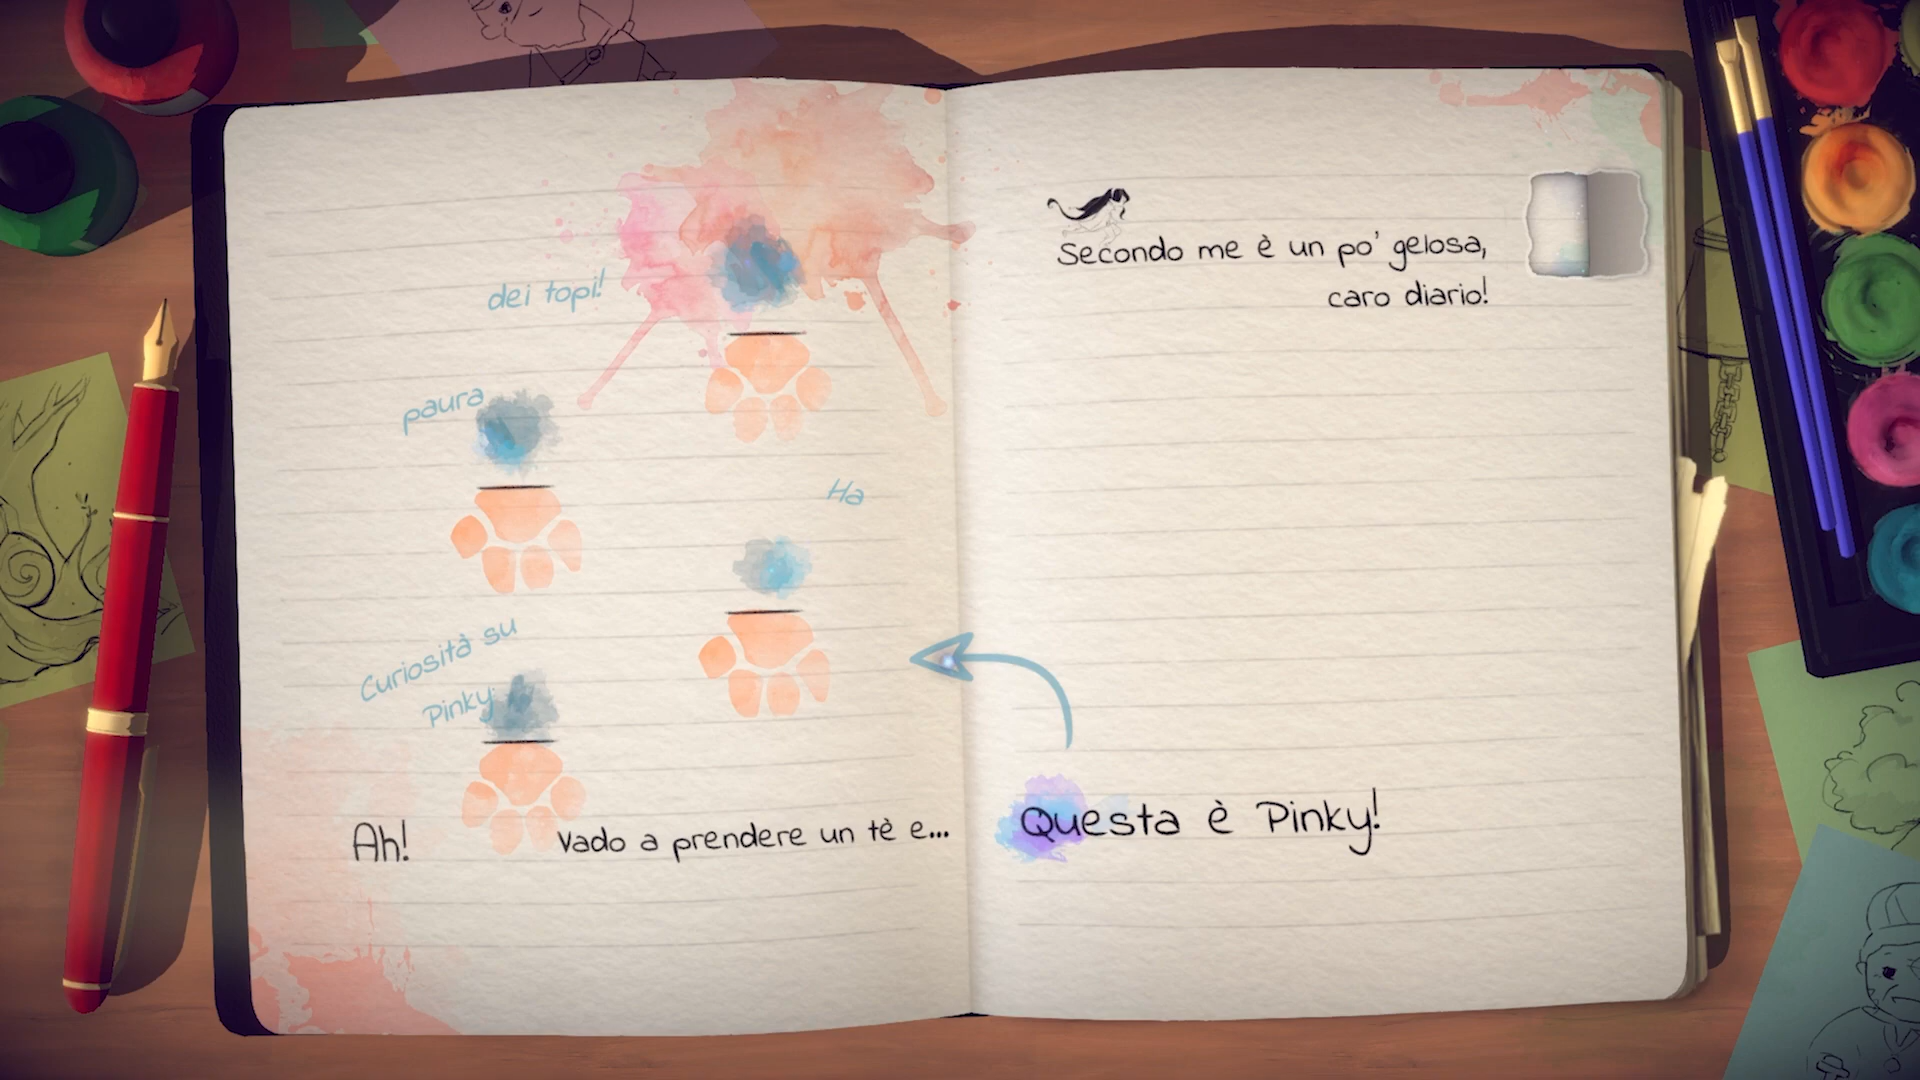 dei topi!
paura
Ha
Curiosità su
Pinky:
Ah!
Vado a prendere un tè e...
Secondo me è un po' gelosa,
caro diario!
Questa è Pinky!